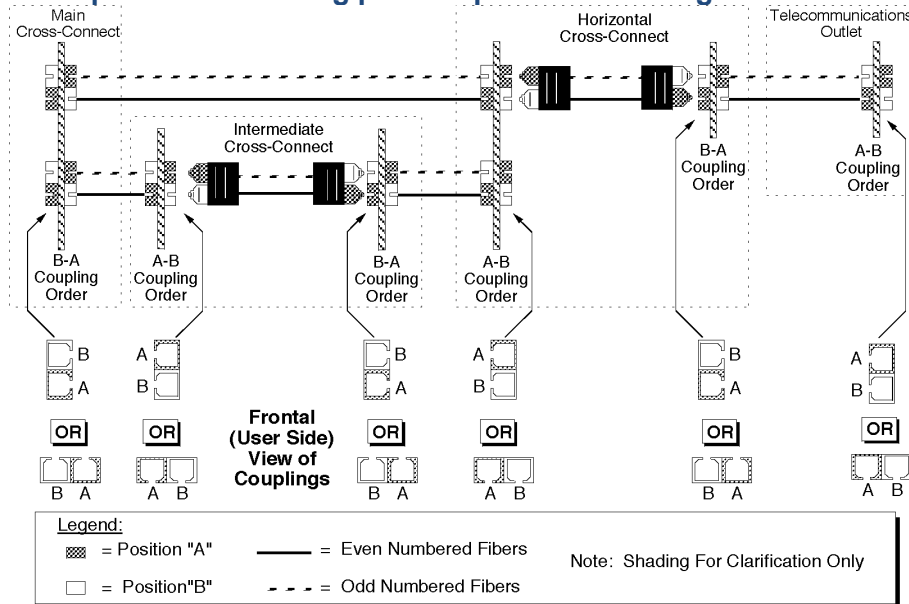 Main
Cross-Connect
Horizontal
Cross-Connect
Telecommunications
Outlet
Intermediate
Cross-Connect
B-A
Coupling
Order
A-B
Coupling
Order
B-A
Coupling
Order
A-B
Coupling
Order
B-A
Coupling
Order
A-B
Coupling
Order
B
A
A
B
B
A
A
B
B
A
A
B
OR
OR
OR
OR
OR
OR
Frontal
(User Side)
View of
Couplings
B A
A B
B A
A B
B A
A B
Legend:
= Position "A"
= Even Numbered Fibers
Note: Shading For Clarification Only
= Position"B"
= Odd Numbered Fibers